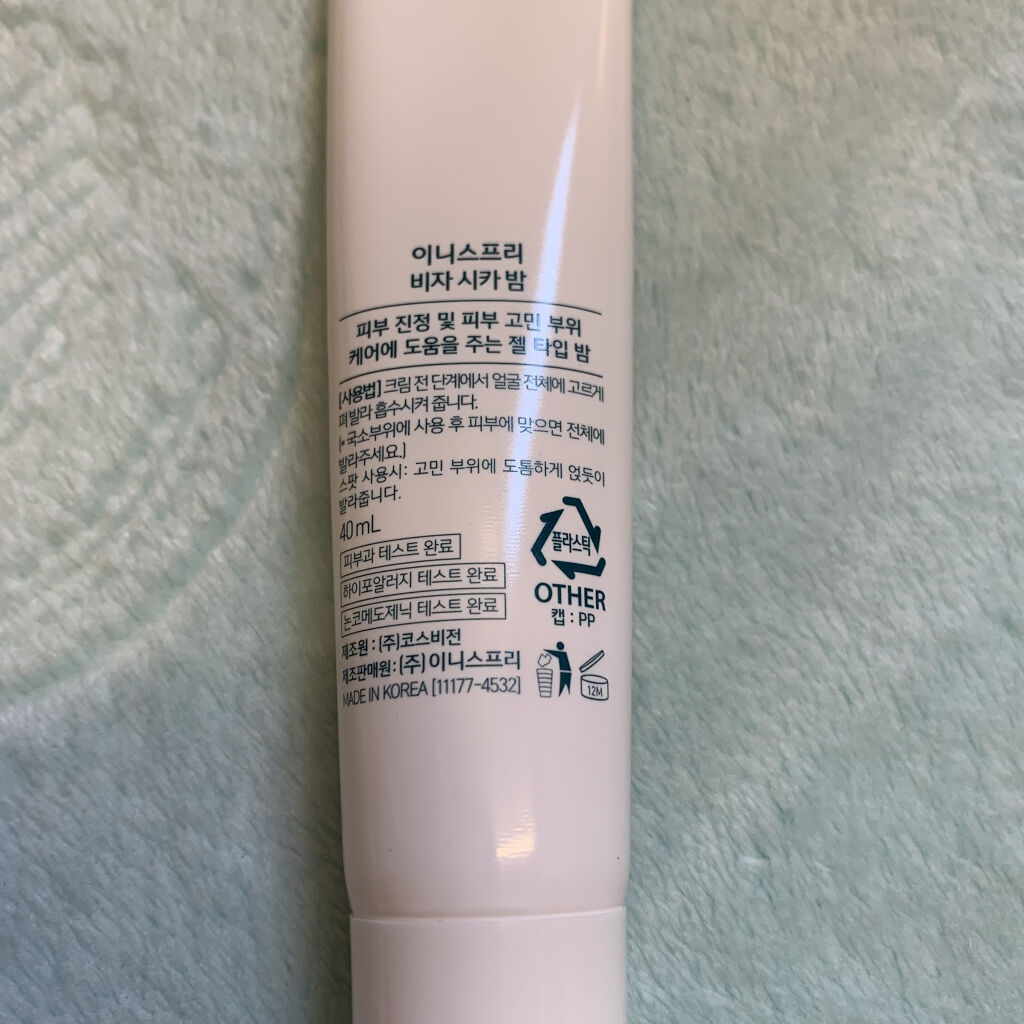 이니스프리
비자 시카 밤
피부 진정 및 피부 고민 부위
케어에 도움을 주는 젤 타입 밤
[사용법] 크림 전 단계에서 얼굴 전체에 고르게
펴 발라 흡수시켜 줍니다.
(* 국소부위에 사용 후 피부에 맞으면 전체에
발라주세요.)
스팟 사용시: 고민 부위에 도톰하게 얹듯이
발라줍니다.
40 mL
피부과 테스트 완료
하이포알러지 테스트 완료
논코메도제닉 테스트 완료
플라스틱
OTHER
캡 : PP
제조원 : (주)코스비전
제조판매원: (주) 이니스프리
MADE IN KOREA [11177-4532]
12M